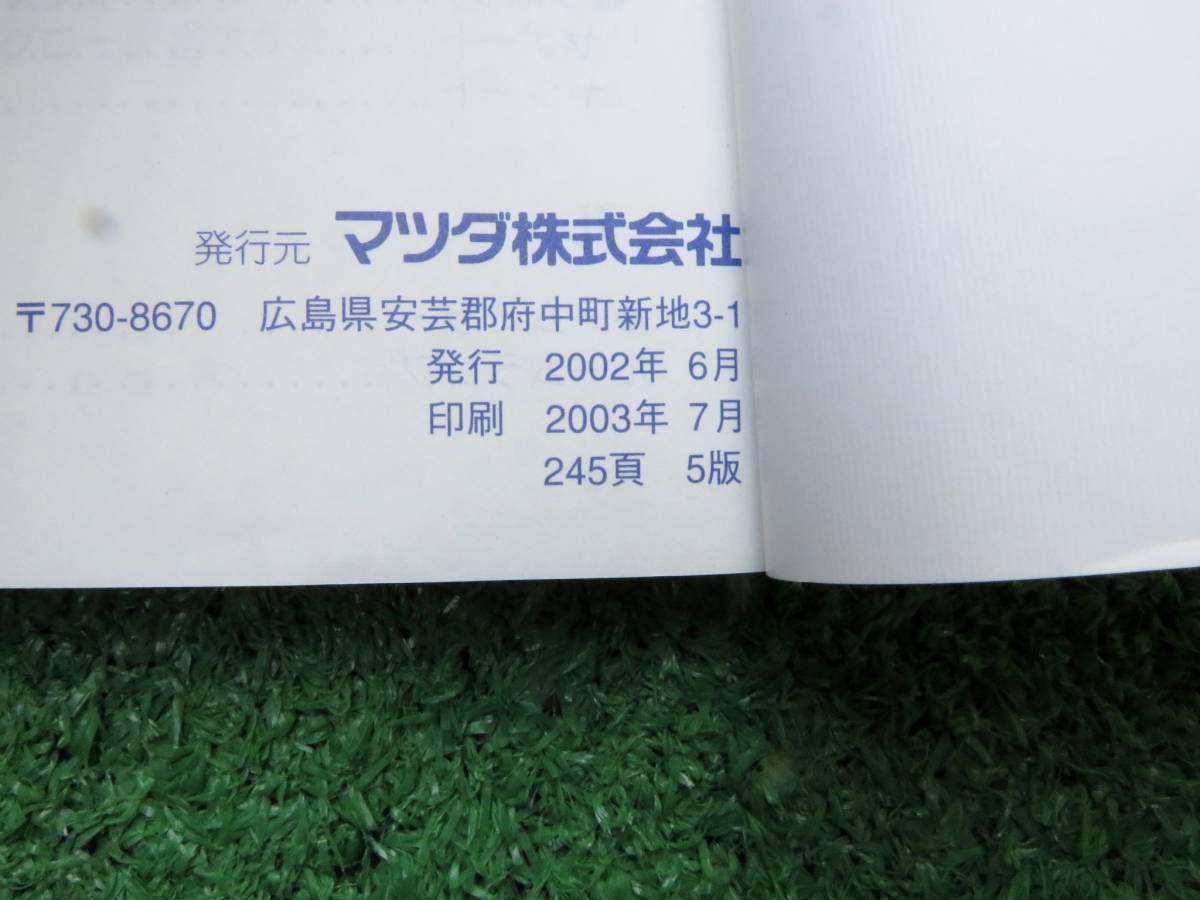 発行元 マツダ株式会社
〒730-8670 広島県安芸郡府中町新地3-1
発行 2002年 6月
印刷 2003年 7月
245頁 5版